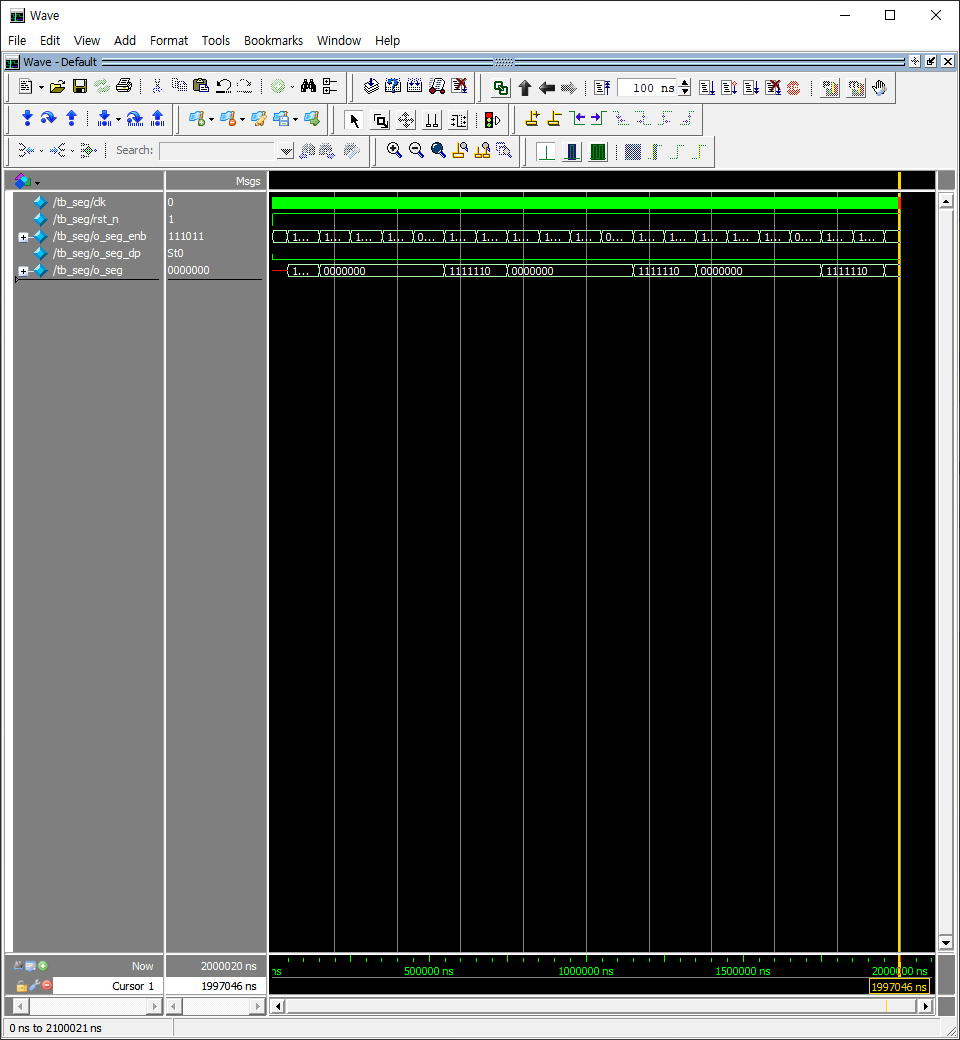 Wave
File Edit View Add Format Tools Bookmarks Window Help
Wave - Default
100 ns
Search:
Msgs
/tb_seg/clk 0
/tb_seg/rst_n 1
/tb_seg/o_seg_enb 111011 1... 1... 1... 1... 0... 1... 1... 1... 1... 1... 0... 1... 1... 1... 1... 1... 0... 1... 1...
/tb_seg/o_seg_dp St0
/tb_seg/o_seg 0000000 1... 0000000 1111110 0000000 1111110 0000000 1111110
Now 2000020 ns ns 500000 ns 1000000 ns 1500000 ns 2000000 ns
Cursor 1 1997046 ns 1997046 ns
0 ns to 2100021 ns